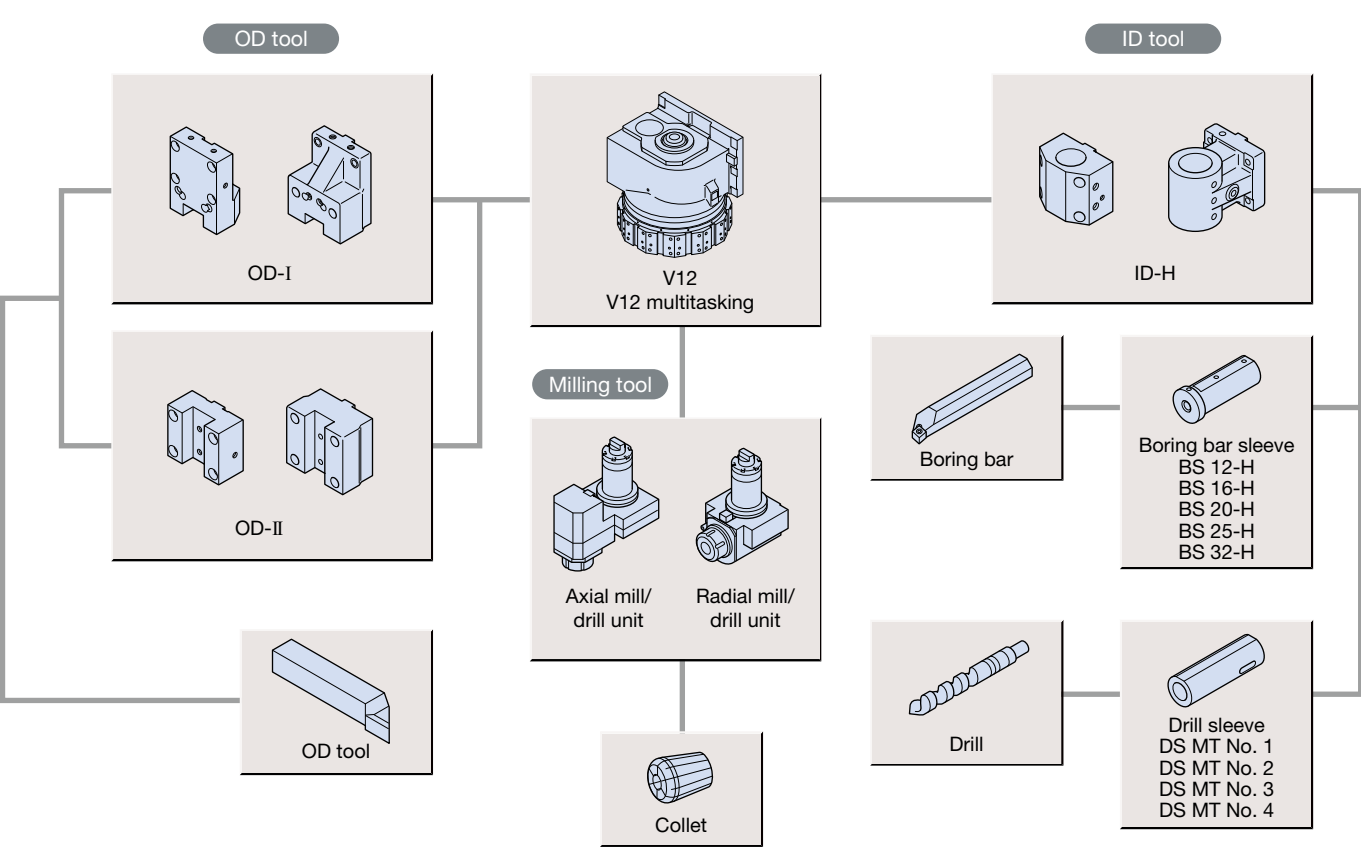 OD tool
ID tool
OD-I
V12
V12 multitasking
ID-H
OD-II
Milling tool
Axial mill/
drill unit
Radial mill/
drill unit
Boring bar
Boring bar sleeve
BS 12-H
BS 16-H
BS 20-H
BS 25-H
BS 32-H
OD tool
Collet
Drill
Drill sleeve
DS MT No. 1
DS MT No. 2
DS MT No. 3
DS MT No. 4